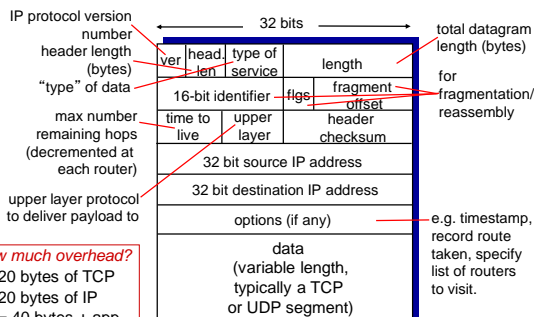 IP protocol version
number
header length
(bytes)
"type" of data
max number
remaining hops
(decremented at
each router)
upper layer protocol
to deliver payload to
w much overhead?
20 bytes of TCP
20 bytes of IP
= 40 bytes + app
32 bits
ver
head.
len
type of
service
length
16-bit identifier
flgs
fragment
offset
time to
live
upper
layer
header
checksum
32 bit source IP address
32 bit destination IP address
options (if any)
data
(variable length,
typically a TCP
or UDP segment)
total datagram
length (bytes)
for
fragmentation/
reassembly
e.g. timestamp,
record route
taken, specify
list of routers
to visit.